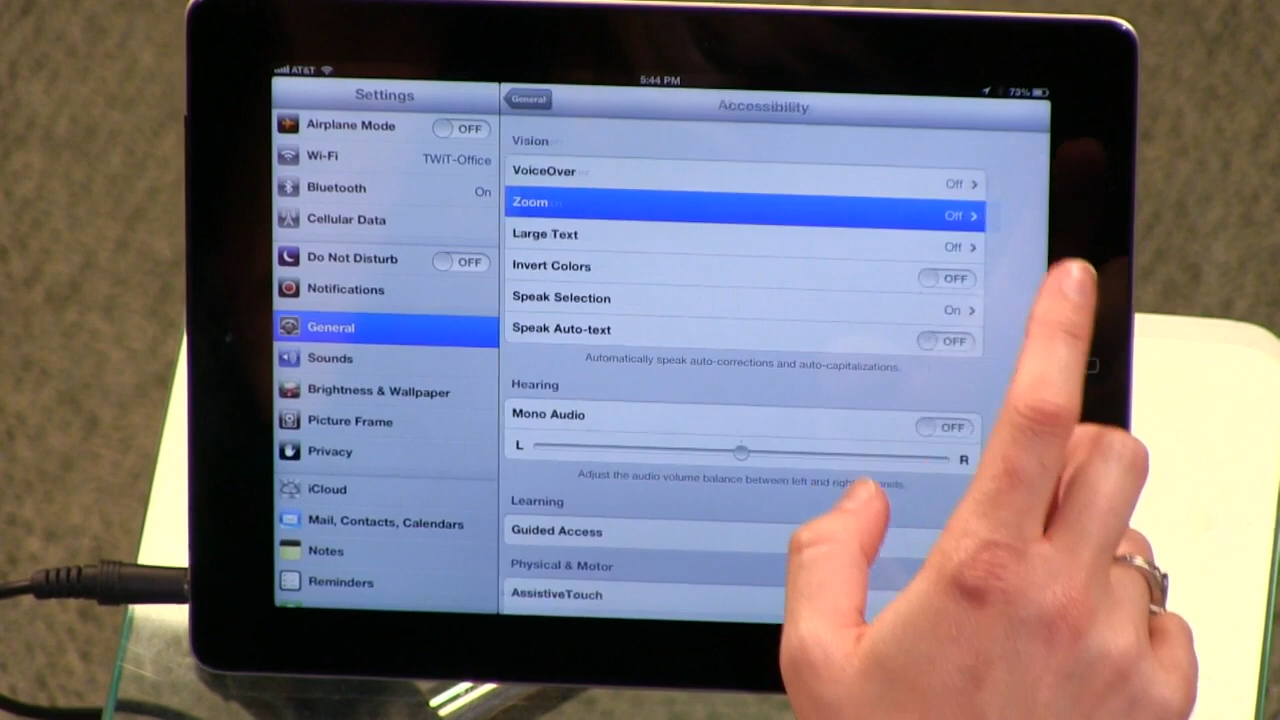 AT&T
5:44 PM
73%
Settings
Airplane Mode OFF
Wi-Fi TWiT-Office
Bluetooth On
Cellular Data
Do Not Disturb OFF
Notifications
General
Sounds
Brightness & Wallpaper
Picture Frame
Privacy
iCloud
Mail, Contacts, Calendars
Notes
Reminders
General
Accessibility
Vision
VoiceOver Off
Zoom Off
Large Text Off
Invert Colors OFF
Speak Selection On
Speak Auto-text OFF
Automatically speak auto-corrections and auto-capitalizations.
Hearing
Mono Audio OFF
L R
Adjust the audio volume balance between left and
Learning
Guided Access
Physical & Motor
AssistiveTouch